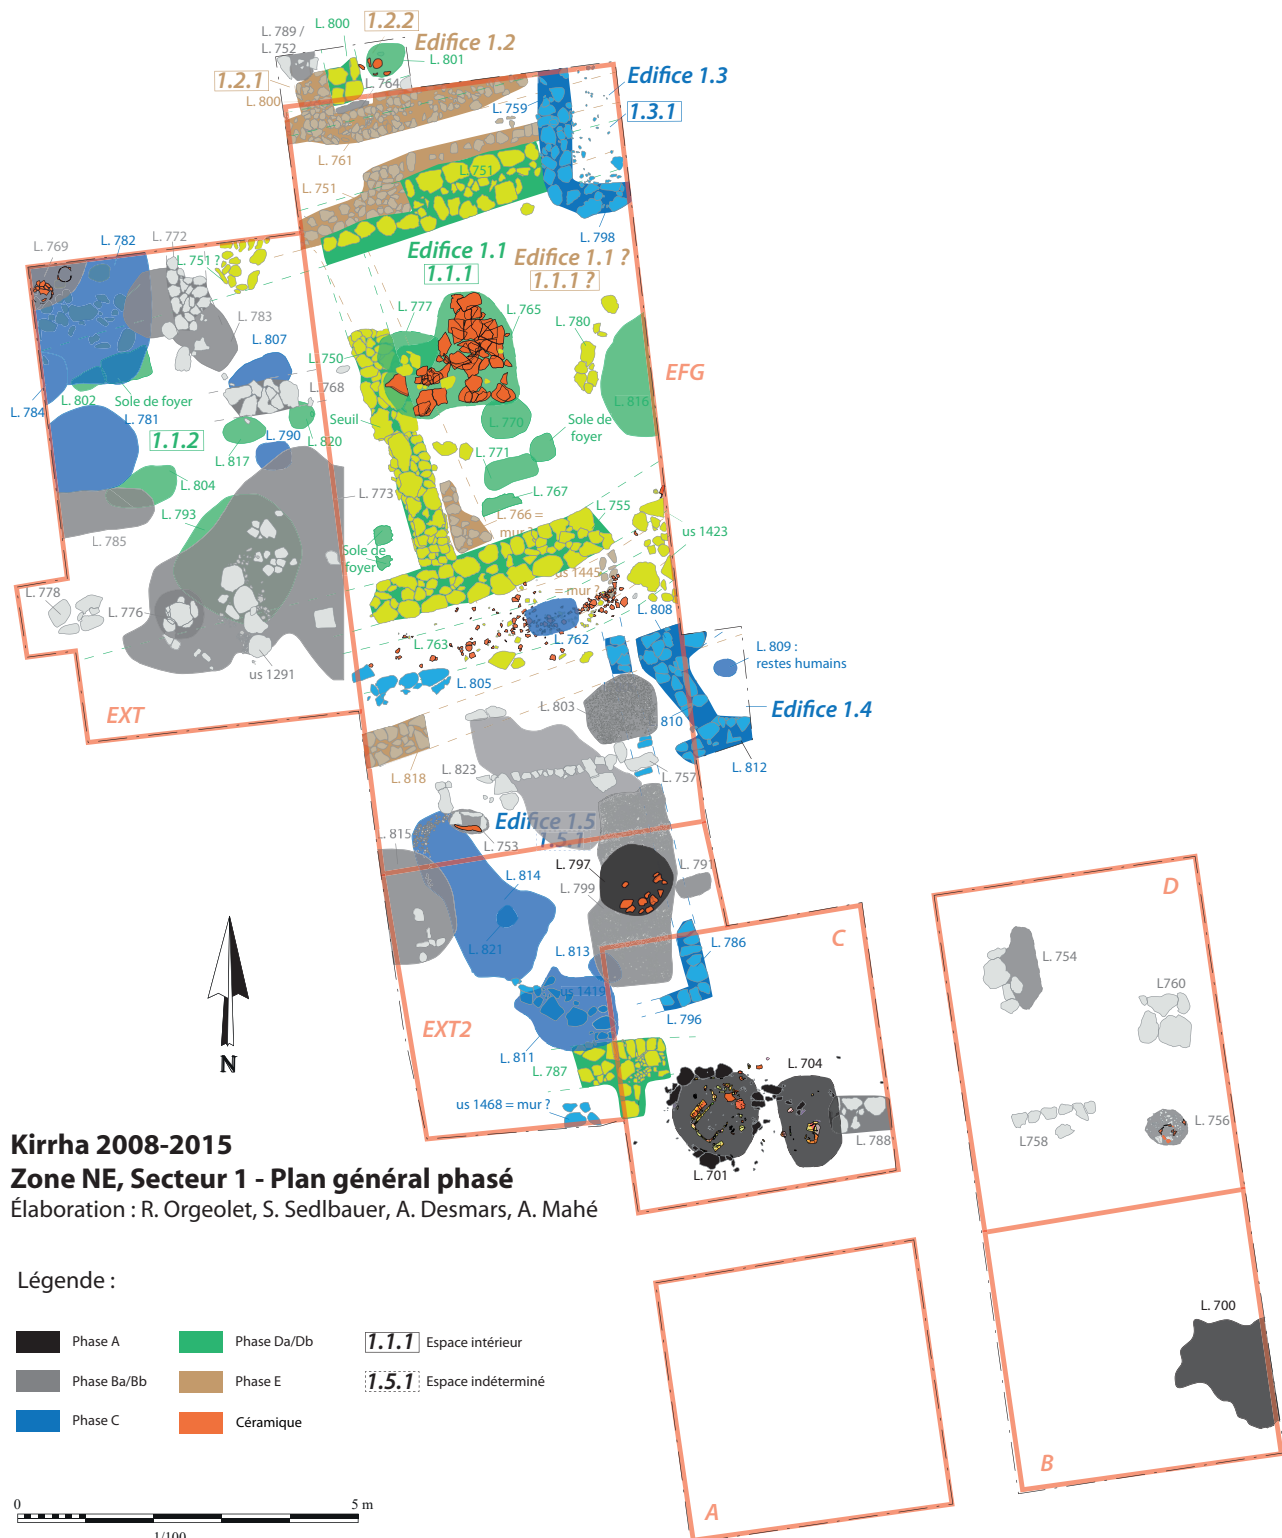 L. 789 /
L. 752
L. 800
1.2.2
Edifice 1.2
L. 801
1.2.1
L. 764
L. 800
L. 759
Edifice 1.3
1.3.1
L. 761
L. 751
L. 751
L. 798
L. 769
L. 782
L. 772
L. 751 ?
Edifice 1.1
1.1.1
Edifice 1.1 ?
1.1.1 ?
L. 783
L. 777
L. 765
L. 780
L. 807
L. 750
EFG
L. 784
L. 802
Sole de foyer
L. 768
L. 816
L. 781
Seuil
L. 770
Sole de
foyer
1.1.2
L. 790
L. 820
L. 817
L. 771
L. 804
L. 773
L. 767
L. 793
L. 766 =
mur ?
L. 755
us 1423
L. 785
Sole de
foyer
us 1445
= mur ?
L. 778
L. 776
L. 808
L. 763
L. 762
L. 809 :
restes humains
us 1291
L. 805
EXT
L. 803
810
Edifice 1.4
L. 818
L. 823
L. 757
L. 812
Edifice 1.5
1.5.1
L. 815
L. 753
L. 797
L. 791
L. 799
L. 814
D
C
L. 821
L. 813
L. 786
L. 754
us 1419
L760
EXT2
L. 796
L. 811
L. 787
L. 704
N
us 1468 = mur ?
L758
L. 756
L. 788
L. 701
Kirrha 2008-2015
Zone NE, Secteur 1 - Plan général phasé
Élaboration : R. Orgeolet, S. Sedlbauer, A. Desmars, A. Mahé
Légende :
L. 700
Phase A
Phase Da/Db
1.1.1 Espace intérieur
Phase Ba/Bb
Phase E
1.5.1 Espace indéterminé
Phase C
Céramique
B
A
0
5 m
1/100